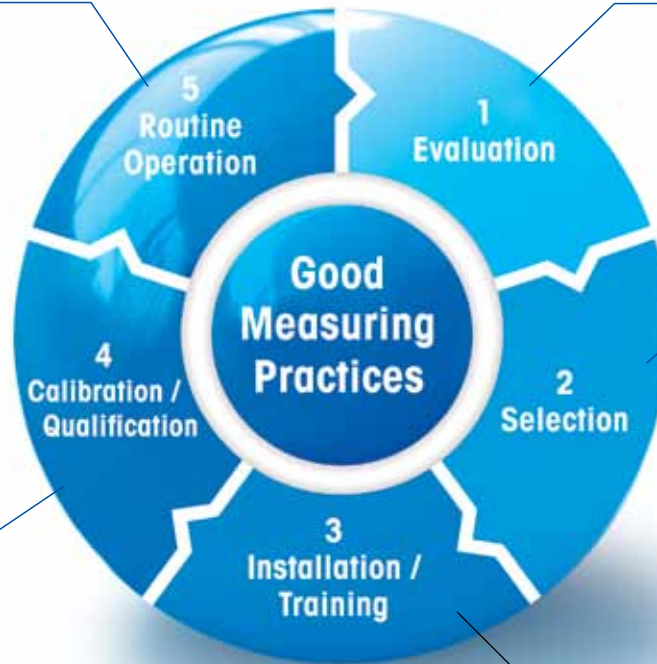 Good
Measuring
Practices
1
Evaluation
2
Selection
3
Installation /
Training
4
Calibration /
Qualification
5
Routine
Operation